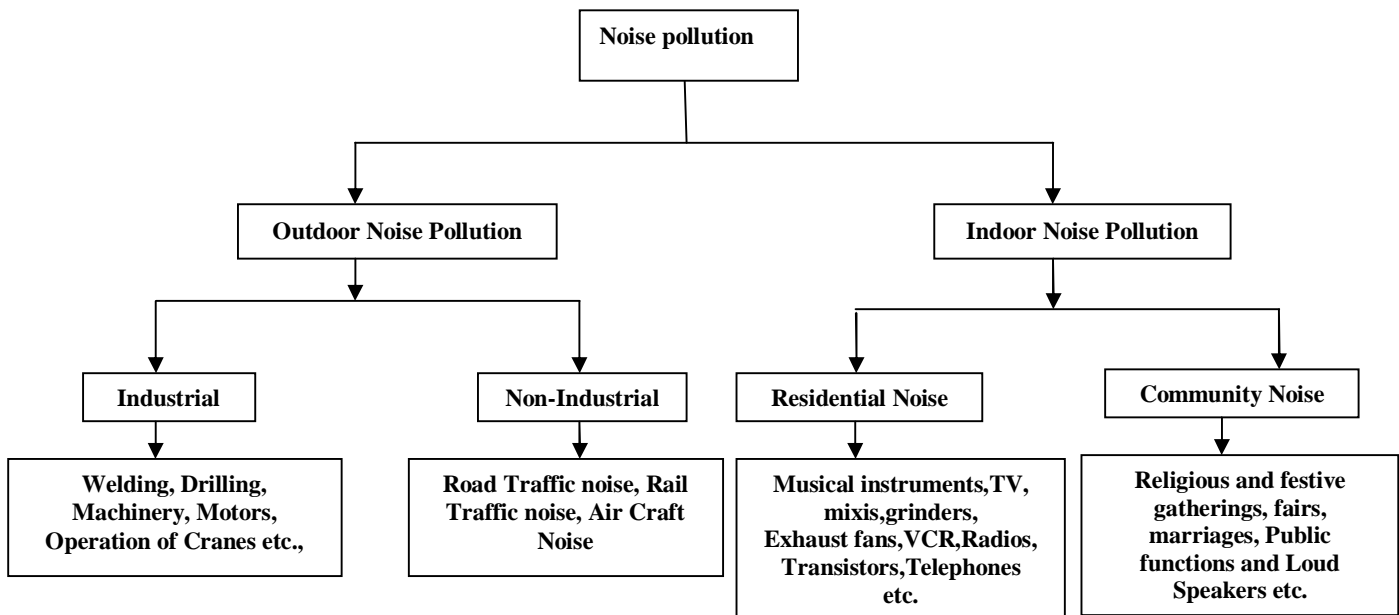 Noise pollution
Outdoor Noise Pollution
Indoor Noise Pollution
Industrial
Non-Industrial
Residential Noise
Community Noise
Welding, Drilling,
Machinery, Motors,
Operation of Cranes etc.,
Road Traffic noise, Rail
Traffic noise, Air Craft
Noise
Musical instruments,TV,
mixis,grinders,
Exhaust fans,VCR,Radios,
Transistors,Telephones
etc.
Religious and festive
gatherings, fairs,
marriages, Public
functions and Loud
Speakers etc.